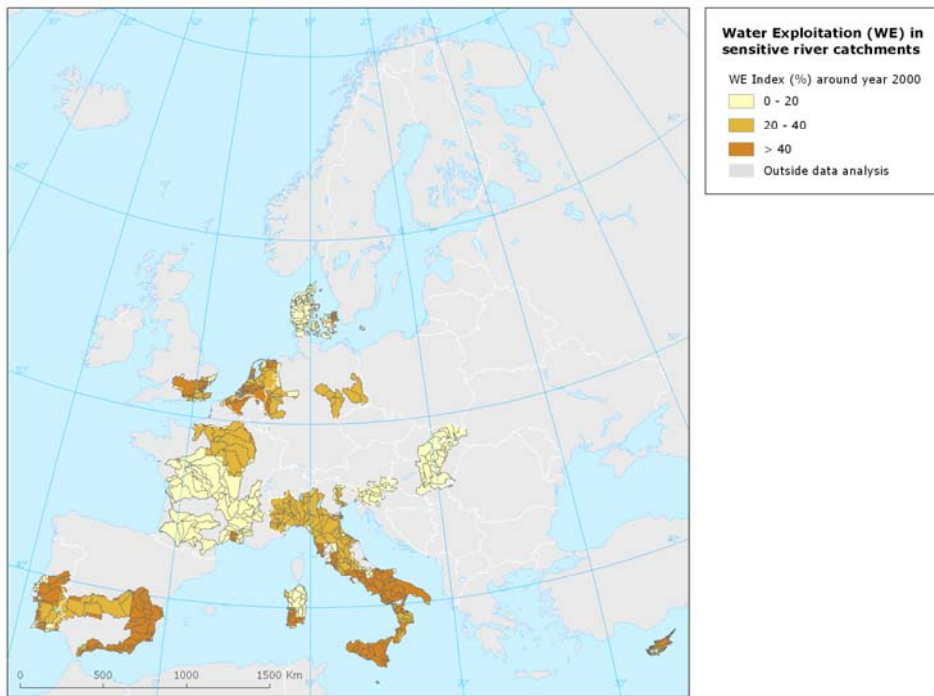 Water Exploitation (WE) in
sensitive river catchments
WE Index (%) around year 2000
0 - 20
20 - 40
> 40
Outside data analysis
0 500 1000 1500 Km